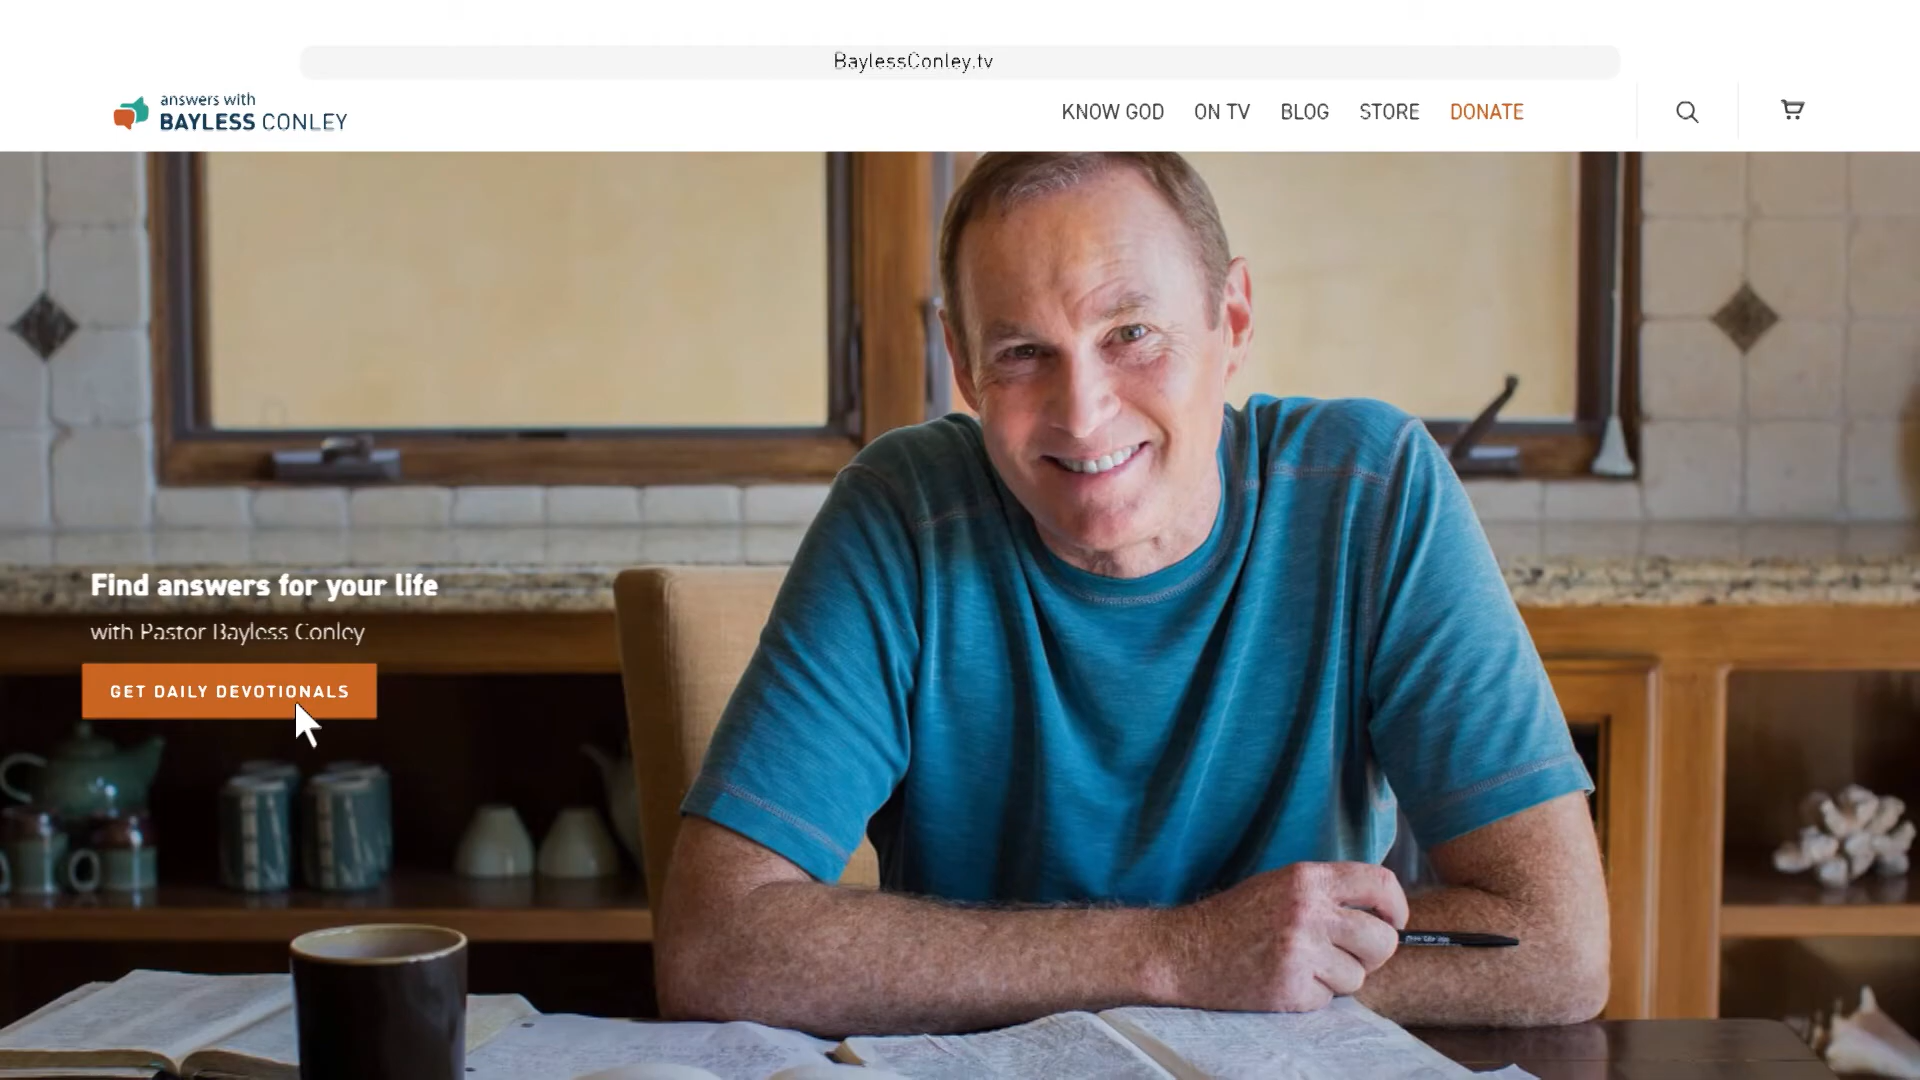 BaylessConley.tv
answers with
BAYLESS CONLEY
KNOW GOD ON TV BLOG STORE DONATE
Find answers for your life
with Pastor Bayless Conley
GET DAILY DEVOTIONALS